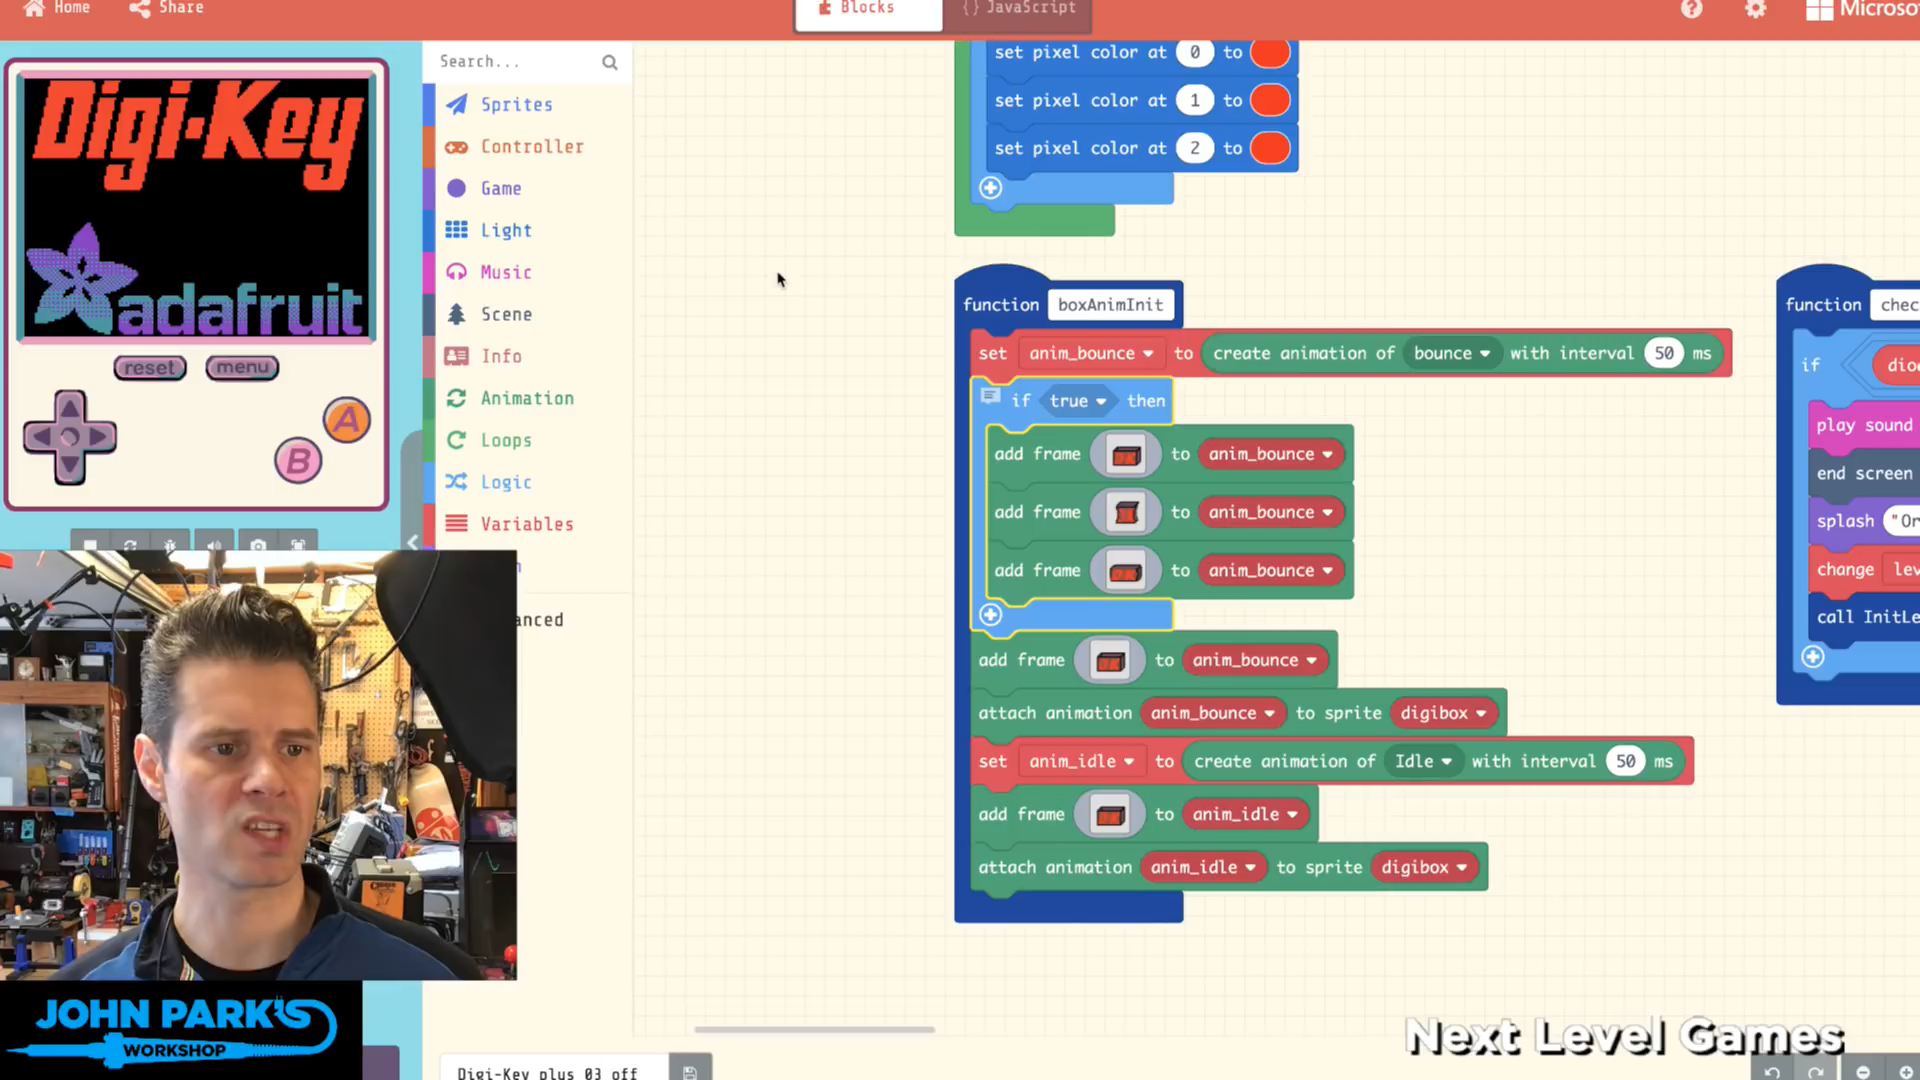 Home
Share
Blocks
{} JavaScript
Microso
Digi-Key
adafruit
reset
menu
A
B
Search...
Sprites
Controller
Game
Light
Music
Scene
Info
Animation
Loops
Logic
Variables
anced
set pixel color at 0 to
set pixel color at 1 to
set pixel color at 2 to
function boxAnimInit
set anim_bounce to create animation of bounce with interval 50 ms
if true then
add frame to anim_bounce
add frame to anim_bounce
add frame to anim_bounce
add frame to anim_bounce
attach animation anim_bounce to sprite digibox
set anim_idle to create animation of Idle with interval 50 ms
add frame to anim_idle
attach animation anim_idle to sprite digibox
function chec
if dio
play sound
end screen
splash "Or
change lev
call InitLe
JOHN PARK'S
WORKSHOP
Next Level Games
Digi-Key plus 03 off